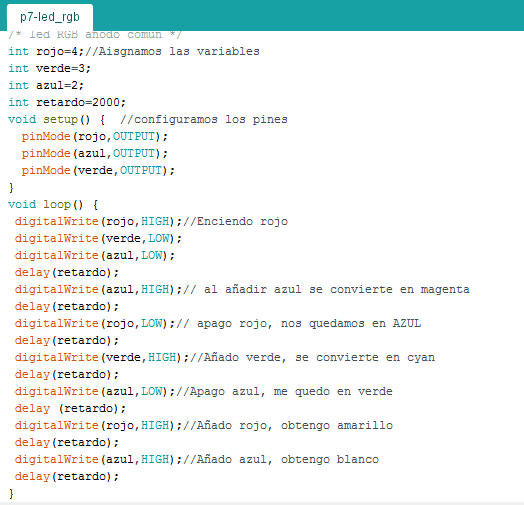 p7-led_rgb
/* led RGB anodo común */
int rojo=4;//Aisgnamos las variables
int verde=3;
int azul=2;
int retardo=2000;
void setup() {  //configuramos los pines
  pinMode(rojo,OUTPUT);
  pinMode(azul,OUTPUT);
  pinMode(verde,OUTPUT);
}
void loop() {
 digitalWrite(rojo,HIGH);//Enciendo rojo
 digitalWrite(verde,LOW);
 digitalWrite(azul,LOW);
 delay(retardo);
 digitalWrite(azul,HIGH);// al añadir azul se convierte en magenta
 delay(retardo);
 digitalWrite(rojo,LOW);// apago rojo, nos quedamos en AZUL
 delay(retardo);
 digitalWrite(verde,HIGH);//Añado verde, se convierte en cyan
 delay(retardo);
 digitalWrite(azul,LOW);//Apago azul, me quedo en verde
 delay (retardo);
 digitalWrite(rojo,HIGH);//Añado rojo, obtengo amarillo
 delay(retardo);
 digitalWrite(azul,HIGH);//Añado azul, obtengo blanco
 delay(retardo);
}